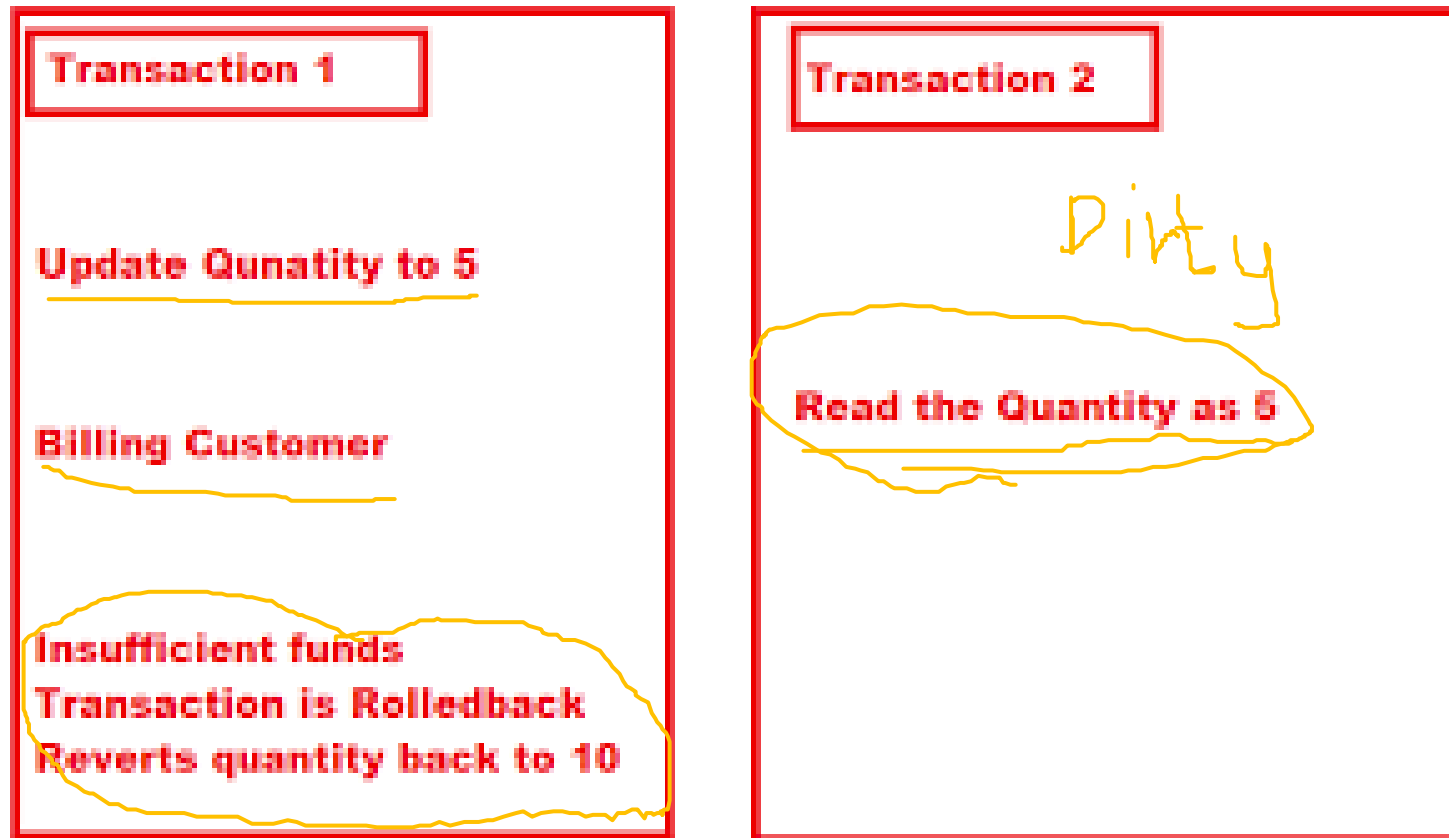 Transaction 1
Update Qunatity to 5
Billing Customer
Insufficient funds
Transaction is Rolledback
Reverts quantity back to 10
Transaction 2
Dirty
Read the Quantity as 5